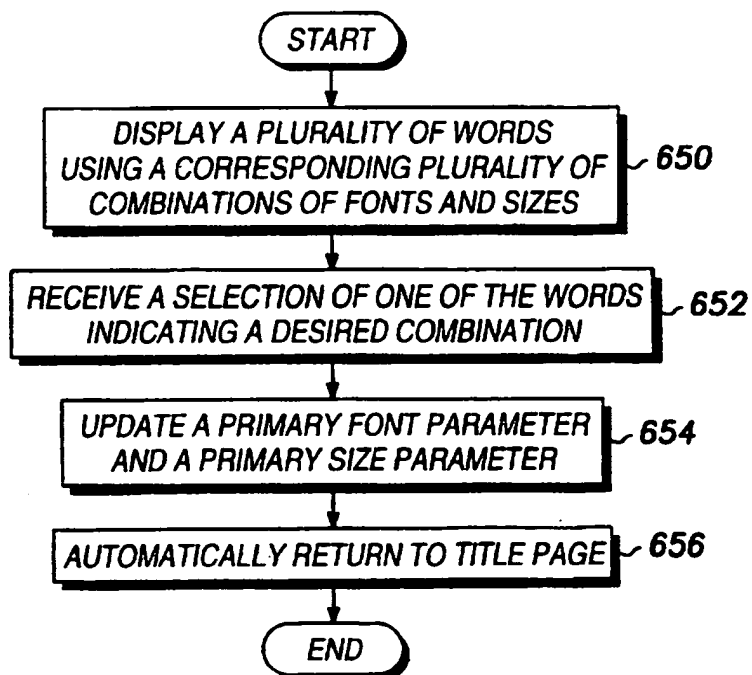 START
DISPLAY A PLURALITY OF WORDS
USING A CORRESPONDING PLURALITY OF
COMBINATIONS OF FONTS AND SIZES
650
RECEIVE A SELECTION OF ONE OF THE WORDS
INDICATING A DESIRED COMBINATION
652
UPDATE A PRIMARY FONT PARAMETER
AND A PRIMARY SIZE PARAMETER
654
AUTOMATICALLY RETURN TO TITLE PAGE
656
END